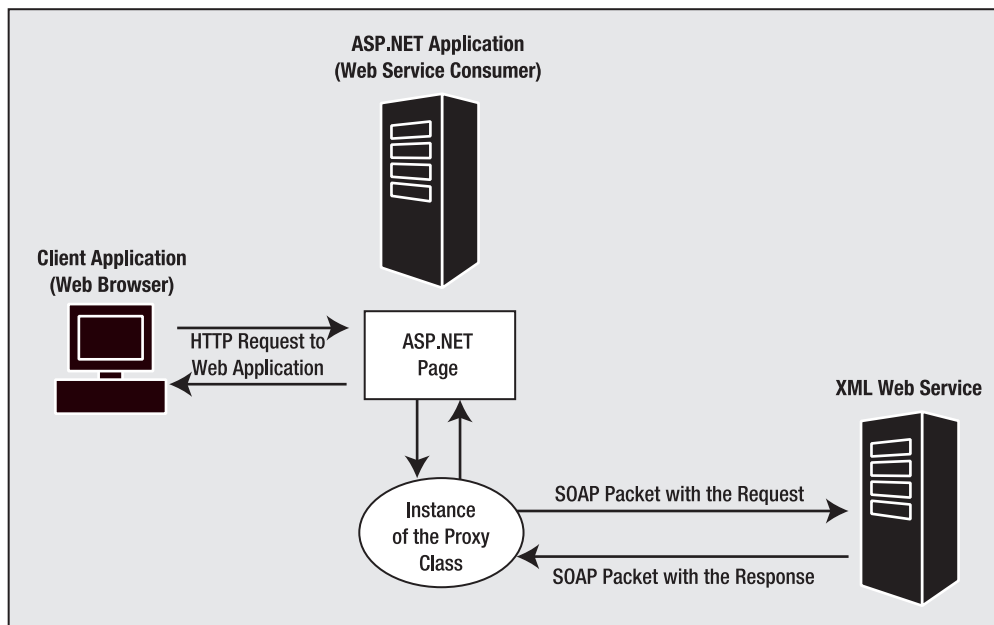 ASP.NET Application
(Web Service Consumer)
Client Application
(Web Browser)
HTTP Request to
Web Application
ASP.NET
Page
XML Web Service
Instance
of the Proxy
Class
SOAP Packet with the Request
SOAP Packet with the Response